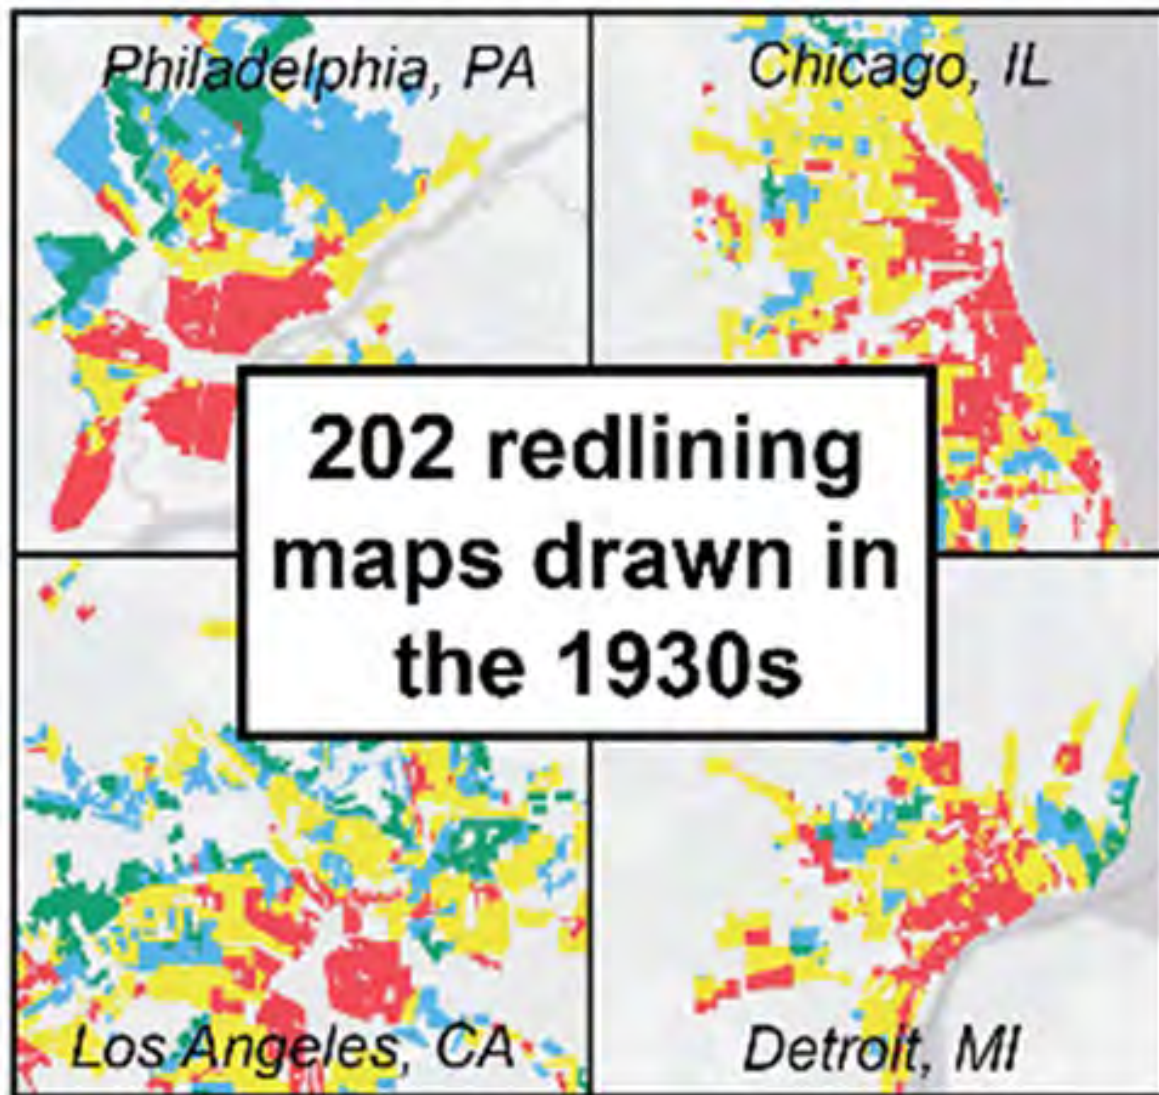 Philadelphia, PA
Chicago, IL
202 redlining
maps drawn in
the 1930s
Los Angeles, CA
Detroit, MI